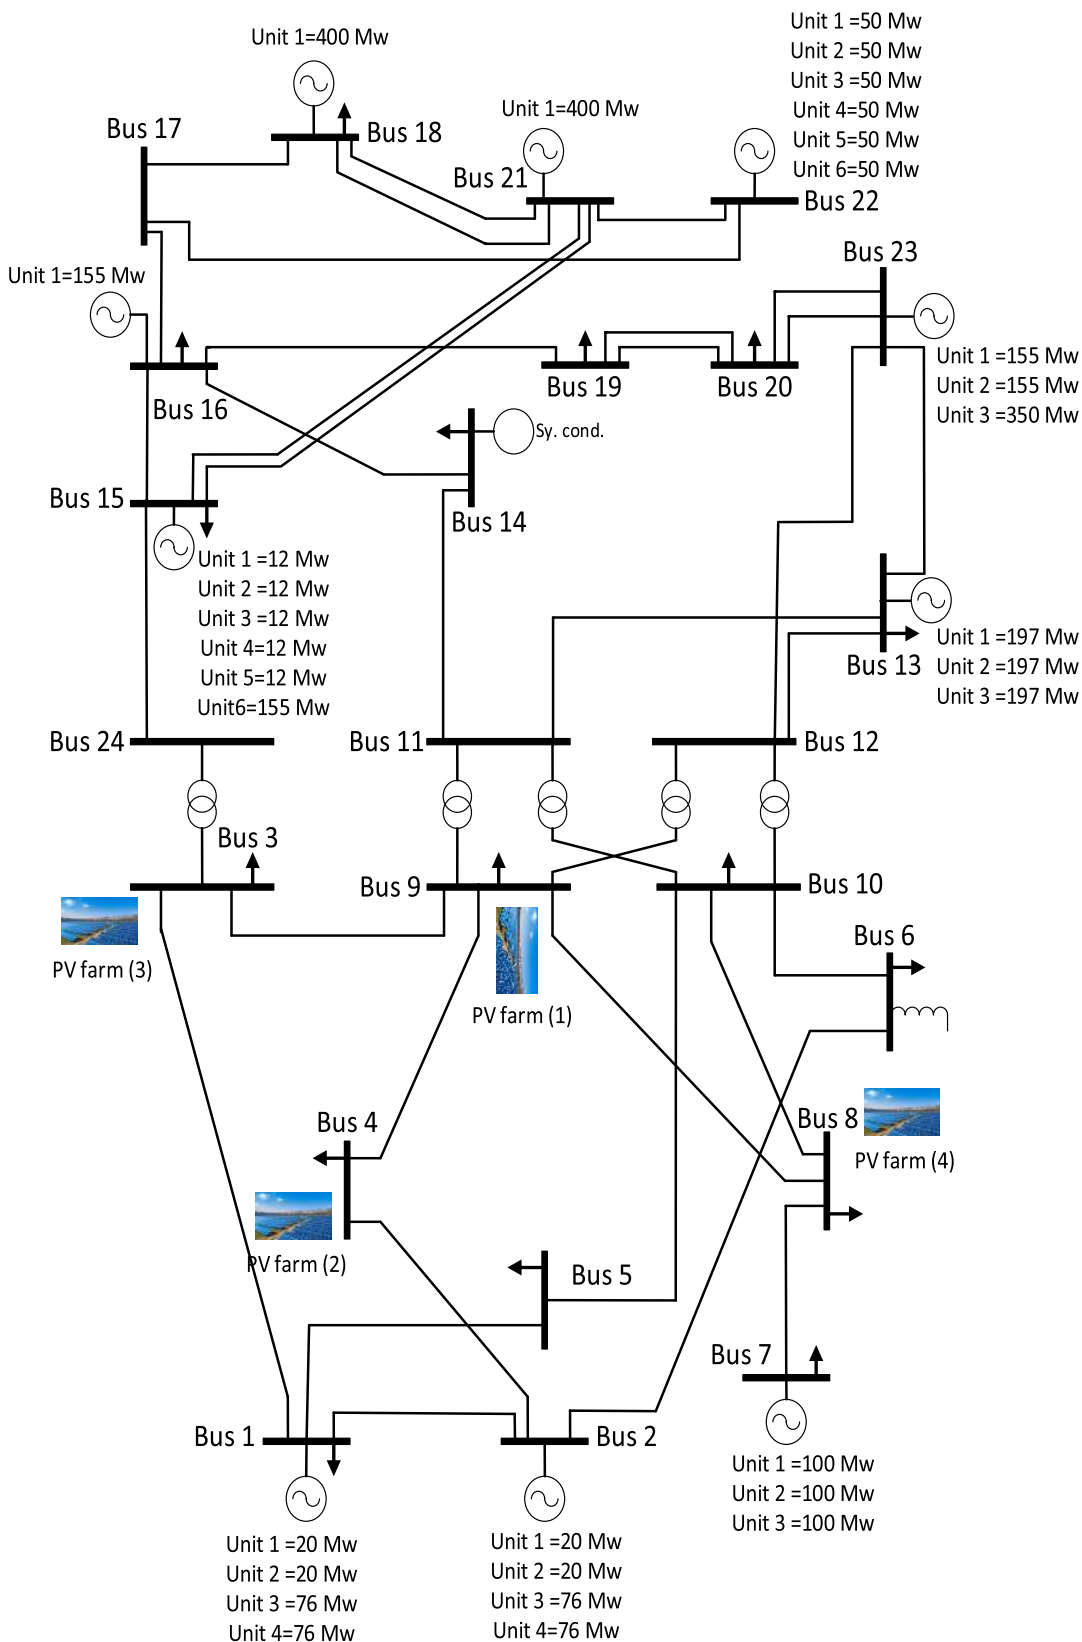 Unit 1=400 Mw
Unit 1 =50 Mw
Unit 2 =50 Mw
Unit 3 =50 Mw
Unit 4=50 Mw
Unit 5=50 Mw
Unit 6=50 Mw
Bus 17
Bus 18
Unit 1=400 Mw
Bus 21
Bus 22
Bus 23
Unit 1=155 Mw
Unit 1 =155 Mw
Unit 2 =155 Mw
Unit 3 =350 Mw
Bus 16
Bus 19
Bus 20
Sy. cond.
Bus 15
Bus 14
Unit 1 =12 Mw
Unit 2 =12 Mw
Unit 3 =12 Mw
Unit 4=12 Mw
Unit 5=12 Mw
Unit6=155 Mw
Bus 13
Unit 1 =197 Mw
Unit 2 =197 Mw
Unit 3 =197 Mw
Bus 24
Bus 11
Bus 12
Bus 3
Bus 9
Bus 10
Bus 6
PV farm (3)
PV farm (1)
Bus 4
Bus 8
PV farm (4)
PV farm (2)
Bus 5
Bus 7
Bus 1
Bus 2
Unit 1 =100 Mw
Unit 2 =100 Mw
Unit 3 =100 Mw
Unit 1 =20 Mw
Unit 2 =20 Mw
Unit 3 =76 Mw
Unit 4=76 Mw
Unit 1 =20 Mw
Unit 2 =20 Mw
Unit 3 =76 Mw
Unit 4=76 Mw